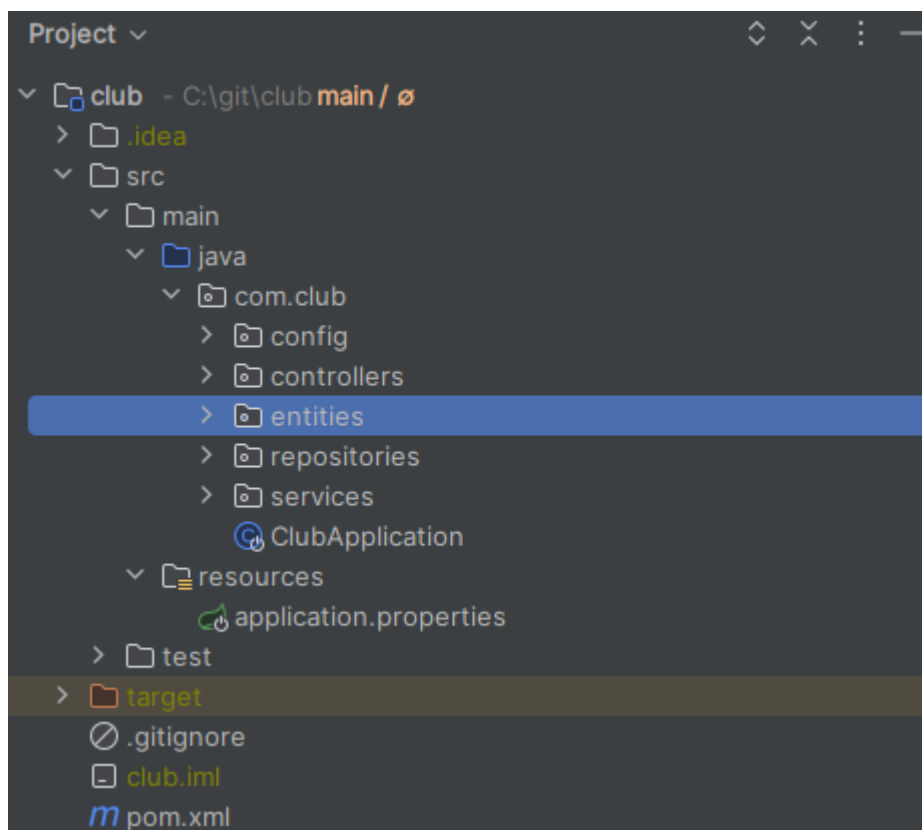 Project
club - C:\git\club main / ø
.idea
src
main
java
com.club
config
controllers
entities
repositories
services
ClubApplication
resources
application.properties
test
target
.gitignore
club.iml
pom.xml